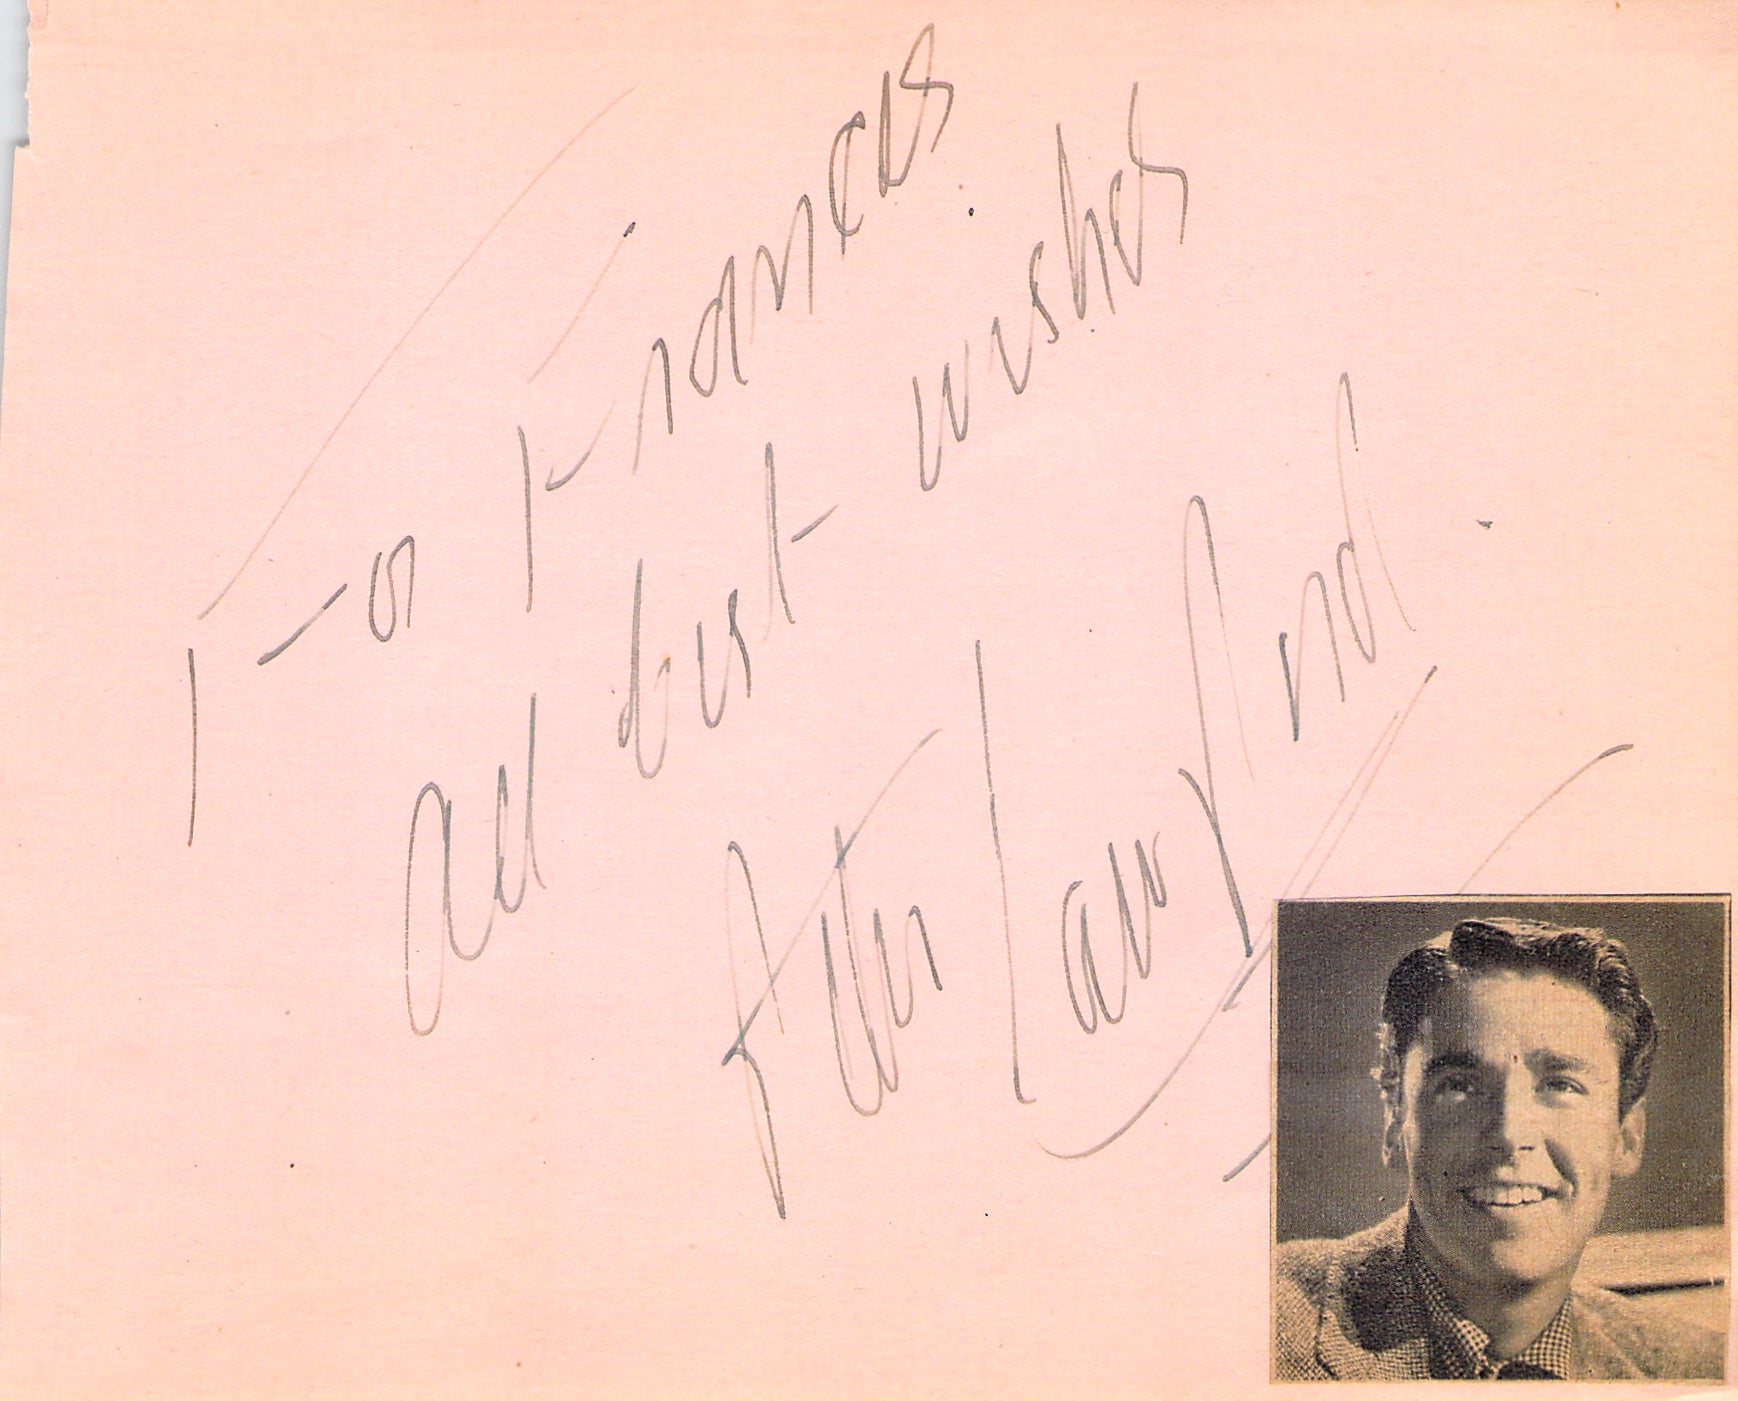 To Frances
all best wishes
Peter Lawford.